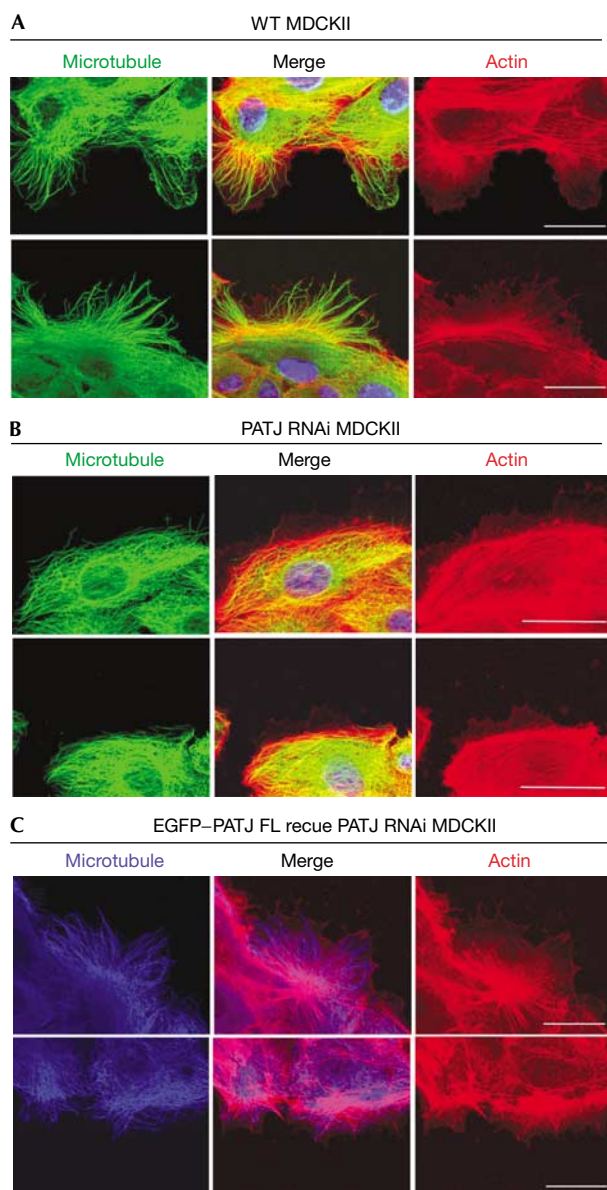 A
WT MDCKII
Microtubule Merge Actin
B
PATJ RNAi MDCKII
Microtubule Merge Actin
C
EGFP–PATJ FL recue PATJ RNAi MDCKII
Microtubule Merge Actin